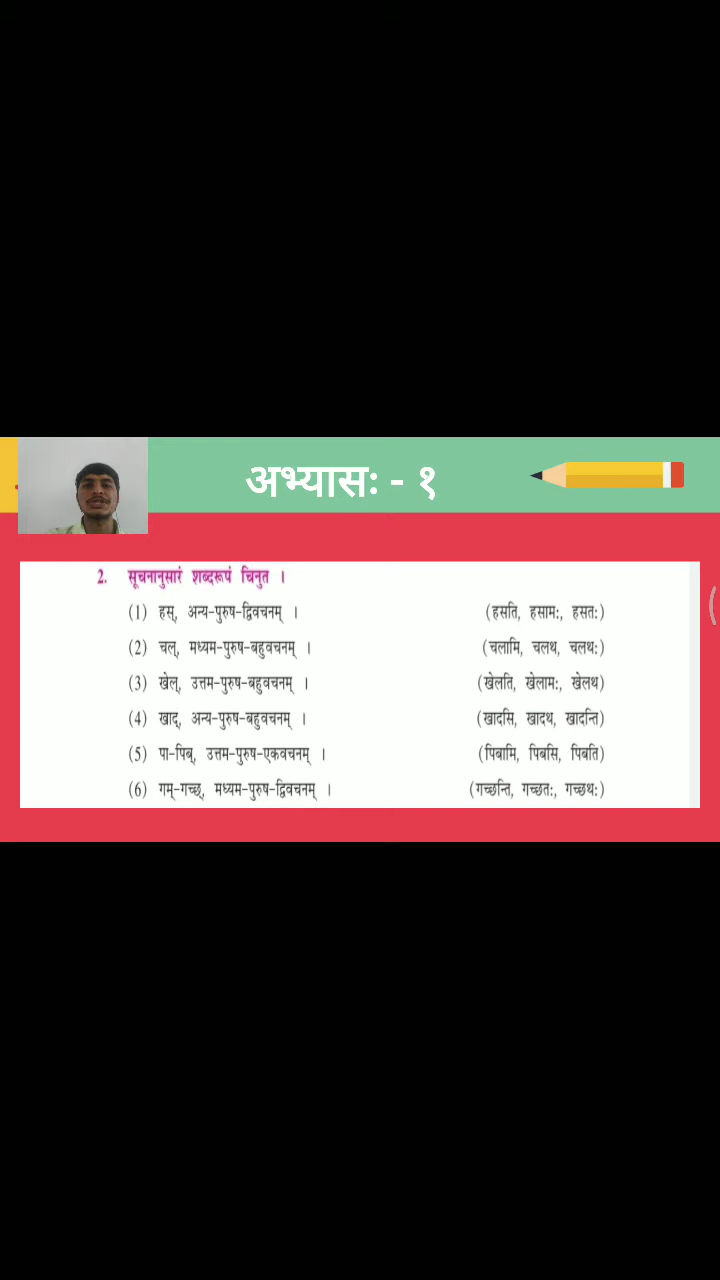 अभ्यासः - १
2. सूचनानुसारं शब्दरूपं चिनुत ।
(1) हस्, अन्य-पुरुष-द्विवचनम् । (हसति, हसामः, हसतः)
(2) चल्, मध्यम-पुरुष-बहुवचनम् । (चलामि, चलथ, चलथः)
(3) खेल्, उत्तम-पुरुष-बहुवचनम् । (खेलति, खेलामः, खेलथ)
(4) खाद्, अन्य-पुरुष-बहुवचनम् । (खादसि, खादथ, खादन्ति)
(5) पा-पिब्, उत्तम-पुरुष-एकवचनम् । (पिबामि, पिबसि, पिबति)
(6) गम्-गच्छ्, मध्यम-पुरुष-द्विवचनम् । (गच्छन्ति, गच्छतः, गच्छथः)